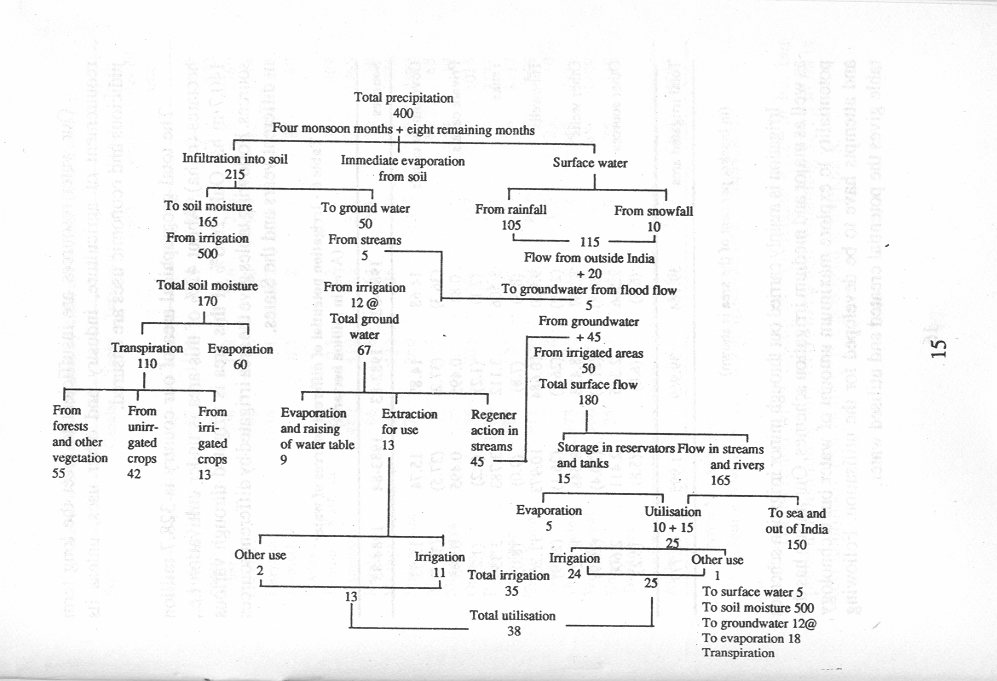 Total precipitation
400
Four monsoon months + eight remaining months
Infiltration into soil
215
Immediate evaporation
from soil
Surface water
To soil moisture
165
From irrigation
500
To ground water
50
From streams
5
From rainfall
105
From snowfall
10
115
Flow from outside India
+ 20
To groundwater from flood flow
5
Total soil moisture
170
From irrigation
12 @
Total ground
water
67
From groundwater
+ 45
From irrigated areas
50
Total surface flow
180
Transpiration
110
Evaporation
60
From
forests
and other
vegetation
55
From
unirr-
gated
crops
42
From
irri-
gated
crops
13
Evaporation
and raising
of water table
9
Extraction
for use
13
Regener
action in
streams
45
Storage in reservators
and tanks
15
Flow in streams
and rivers
165
Evaporation
5
Utilisation
10 + 15
25
To sea and
out of India
150
Other use
2
Irrigation
11
13
Total irrigation
35
Irrigation
24
Other use
1
25
Total utilisation
38
To surface water 5
To soil moisture 500
To groundwater 12@
To evaporation 18
Transpiration
15